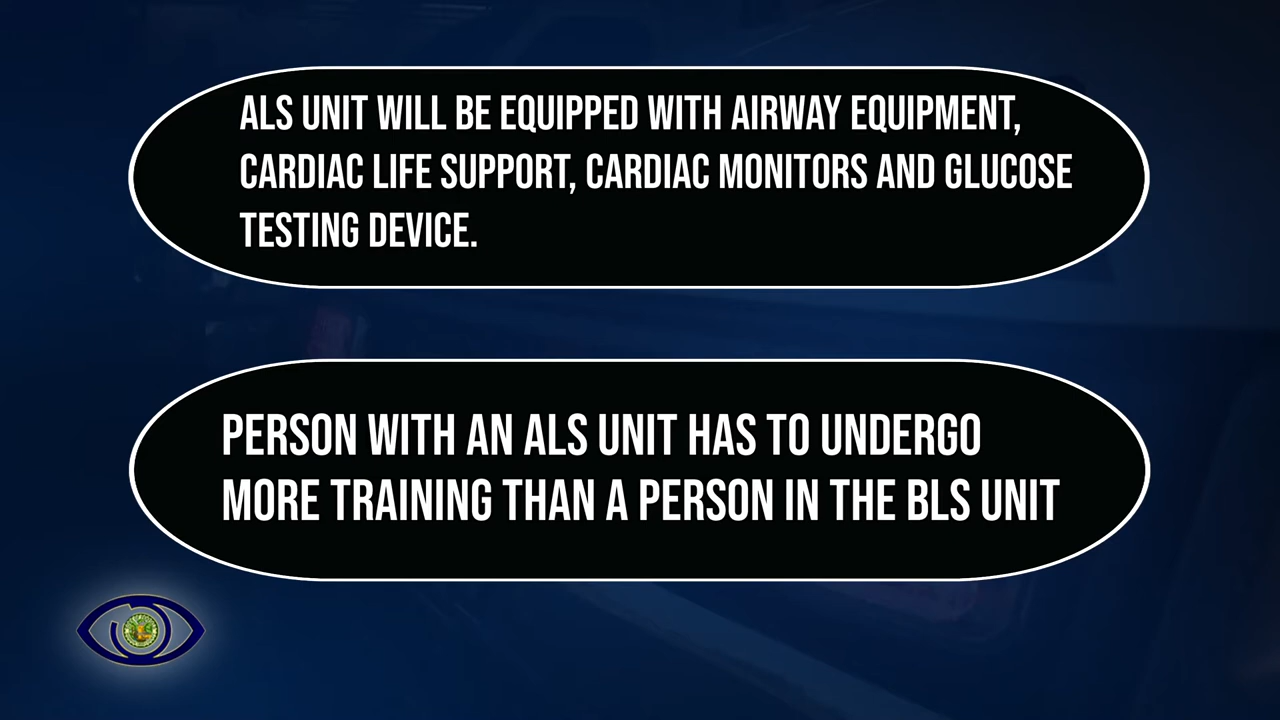 ALS UNIT WILL BE EQUIPPED WITH AIRWAY EQUIPMENT,
CARDIAC LIFE SUPPORT, CARDIAC MONITORS AND GLUCOSE
TESTING DEVICE.
PERSON WITH AN ALS UNIT HAS TO UNDERGO
MORE TRAINING THAN A PERSON IN THE BLS UNIT